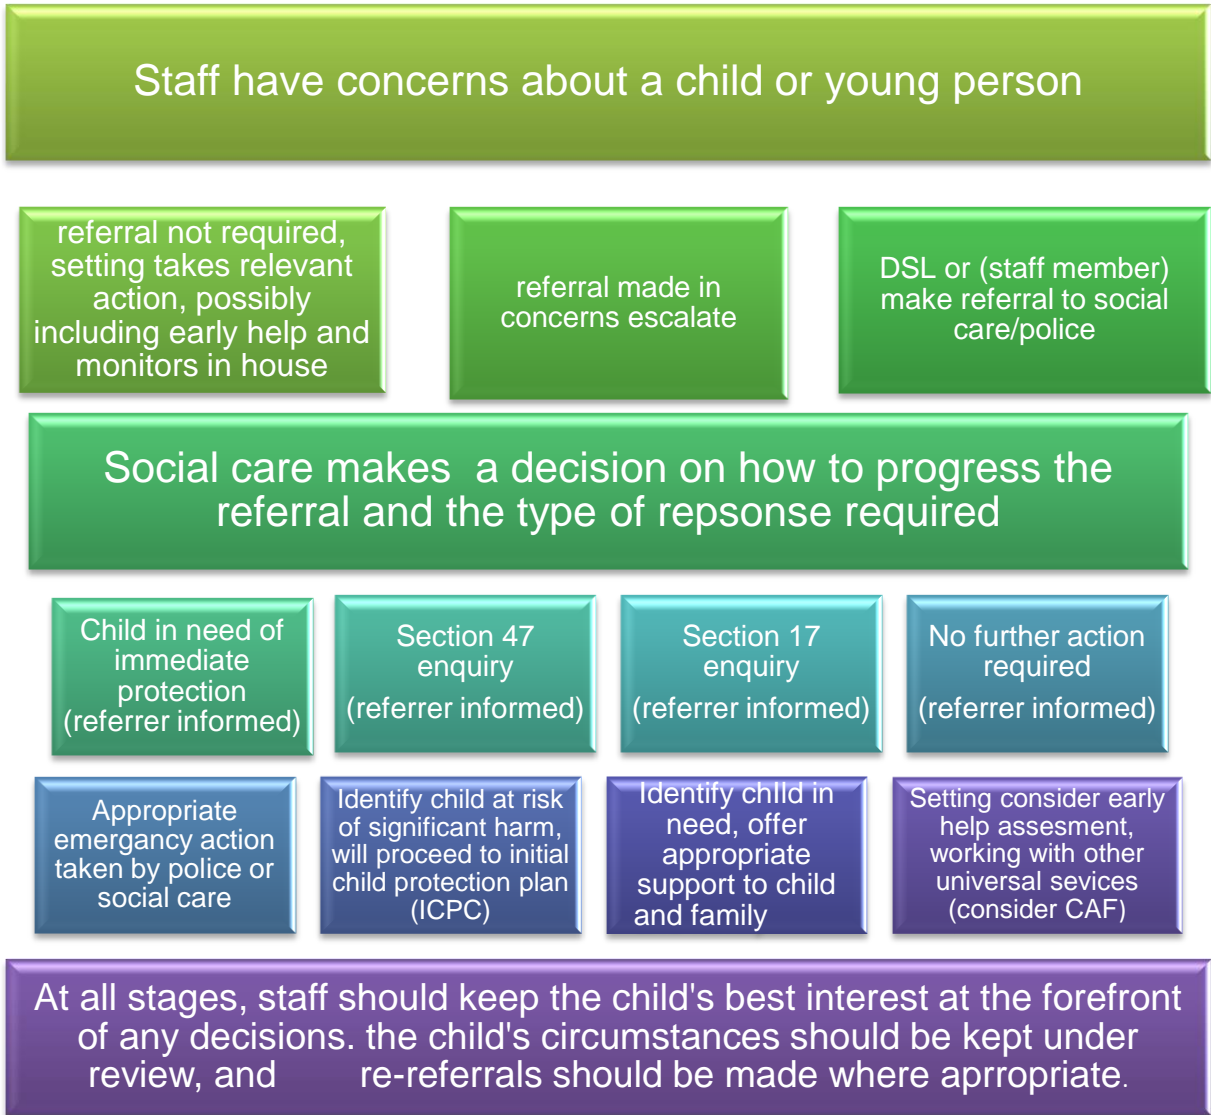 Staff have concerns about a child or young person
referral not required,
setting takes relevant
action, possibly
including early help and
monitors in house
referral made in
concerns escalate
DSL or (staff member)
make referral to social
care/police
Social care makes  a decision on how to progress the
referral and the type of repsonse required
Child in need of
immediate
protection
(referrer informed)
Section 47
enquiry
(referrer informed)
Section 17
enquiry
(referrer informed)
No further action
required
(referrer informed)
Appropriate
emergancy action
taken by police or
social care
Identify child at risk
of significant harm,
will proceed to initial
child protection plan
(ICPC)
Identify chIld in
need, offer
appropriate
support to child
and family
Setting consider early
help assesment,
working with other
universal sevices
(consider CAF)
At all stages, staff should keep the child's best interest at the forefront
of any decisions. the child's circumstances should be kept under
review, and        re-referrals should be made where aprropriate.